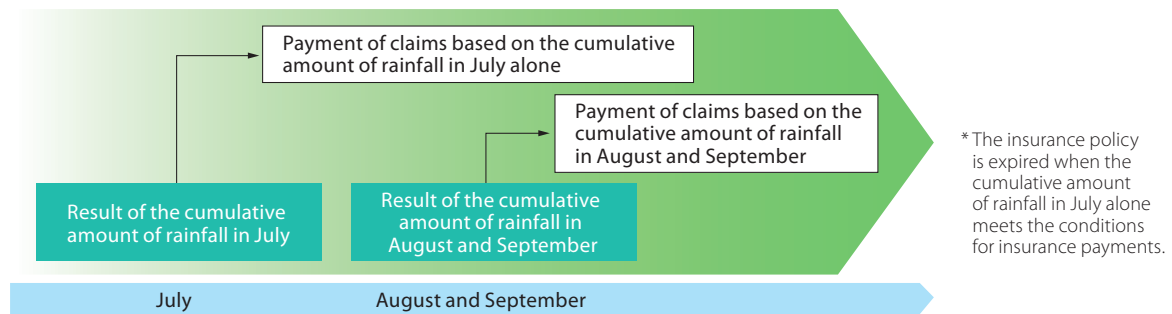 Payment of claims based on the cumulative
amount of rainfall in July alone
Payment of claims based on the
cumulative amount of rainfall
in August and September
Result of the cumulative
amount of rainfall in July
Result of the cumulative
amount of rainfall in
August and September
* The insurance policy
is expired when the
cumulative amount
of rainfall in July alone
meets the conditions
for insurance payments.
July
August and September